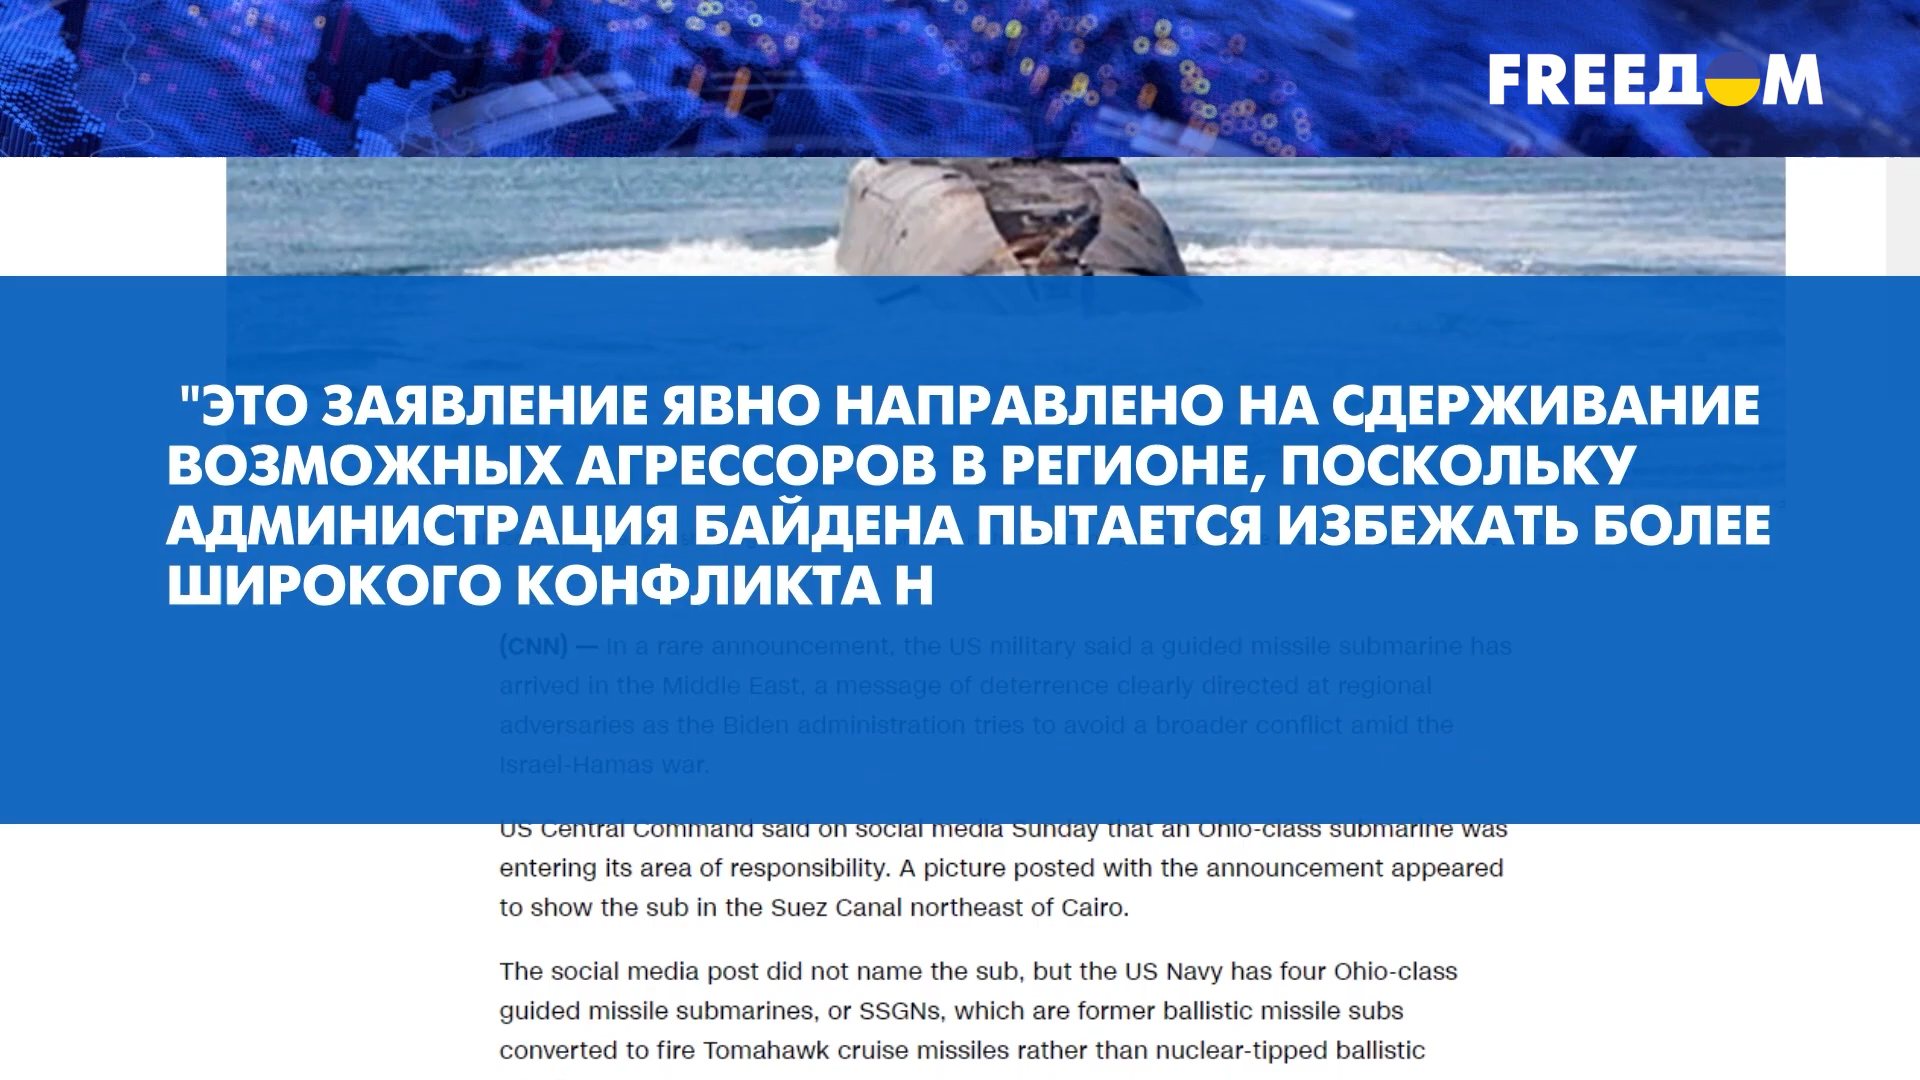 FREEДOM
"ЭТО ЗАЯВЛЕНИЕ ЯВНО НАПРАВЛЕНО НА СДЕРЖИВАНИЕ
ВОЗМОЖНЫХ АГРЕССОРОВ В РЕГИОНЕ, ПОСКОЛЬКУ
АДМИНИСТРАЦИЯ БАЙДЕНА ПЫТАЕТСЯ ИЗБЕЖАТЬ БОЛЕЕ
ШИРОКОГО КОНФЛИКТА Н
(CNN) — In a rare announcement, the US military said a guided missile submarine has
arrived in the Middle East, a message of deterrence clearly directed at regional
adversaries as the Biden administration tries to avoid a broader conflict amid the
Israel-Hamas war.
US Central Command said on social media Sunday that an Ohio-class submarine was
entering its area of responsibility. A picture posted with the announcement appeared
to show the sub in the Suez Canal northeast of Cairo.
The social media post did not name the sub, but the US Navy has four Ohio-class
guided missile submarines, or SSGNs, which are former ballistic missile subs
converted to fire Tomahawk cruise missiles rather than nuclear-tipped ballistic